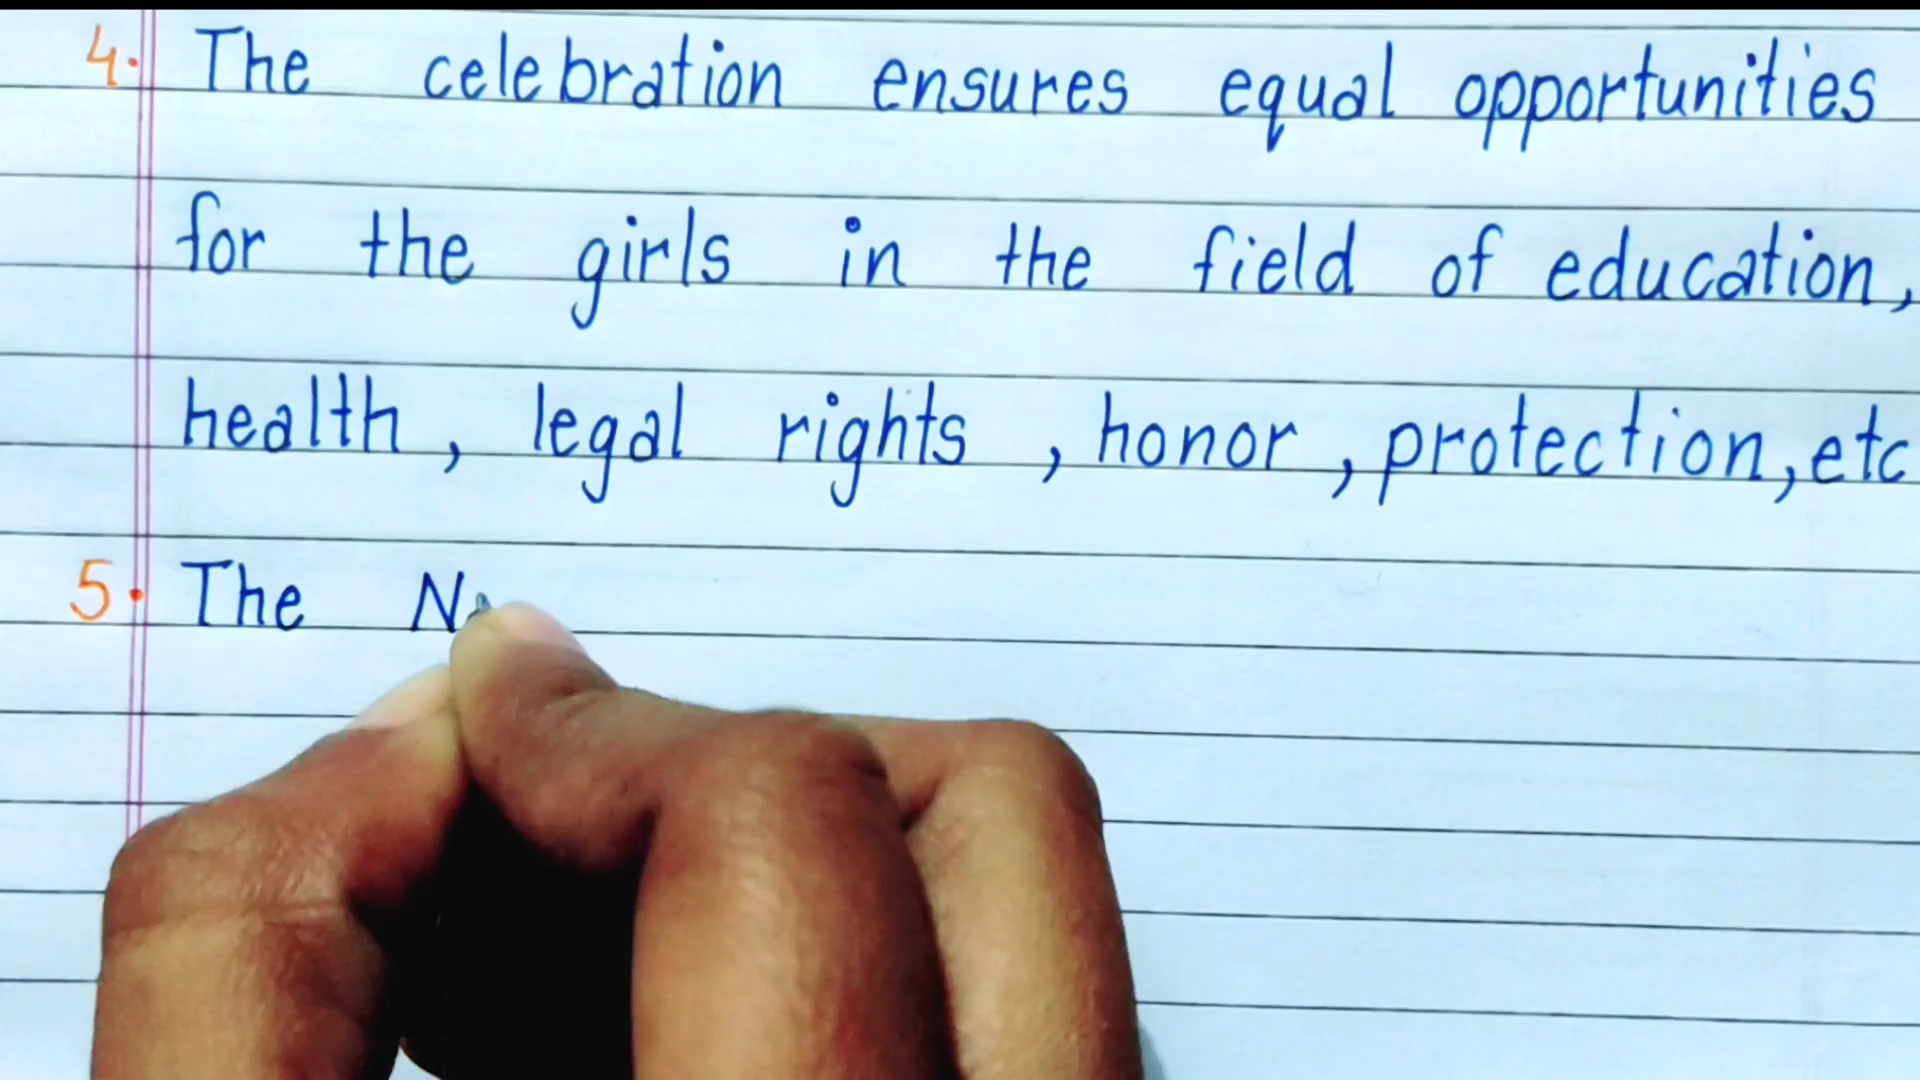 4. The celebration ensures equal opportunities
for the girls in the field of education,
health, legal rights, honor, protection, etc
5. The